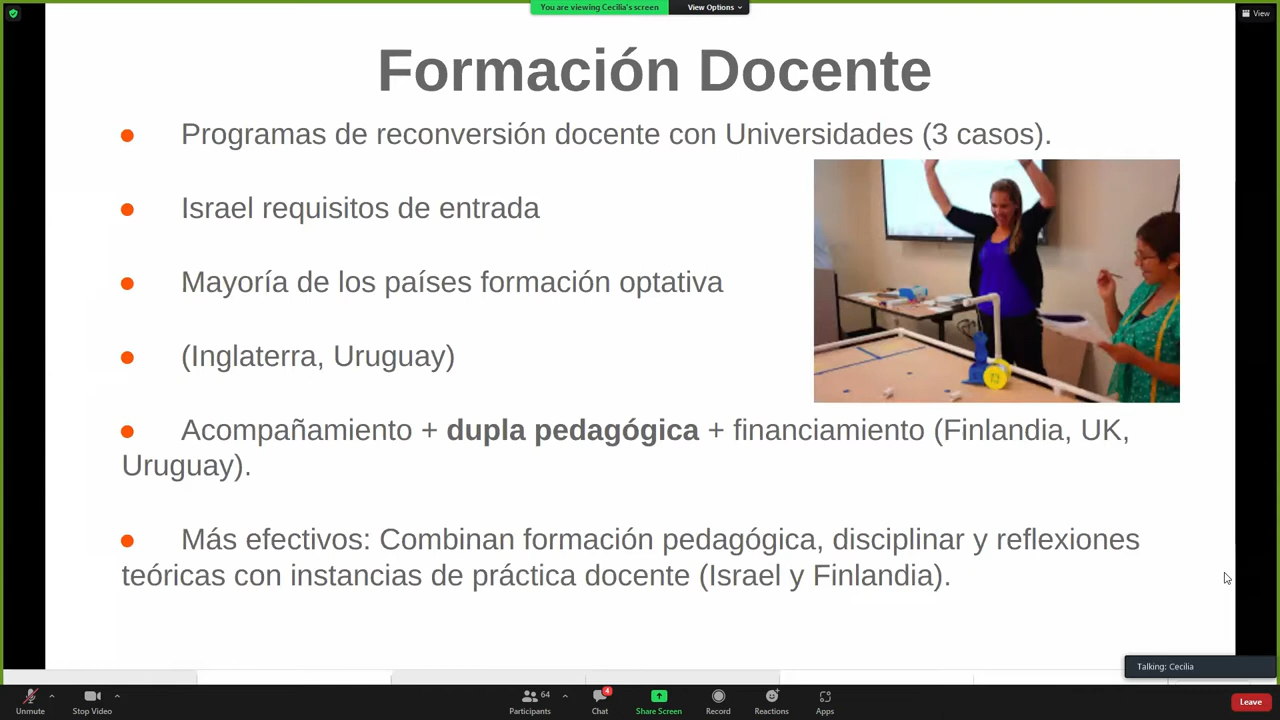 You are viewing Cecilia's screen
View Options
View
Formación Docente
Programas de reconversión docente con Universidades (3 casos).
Israel requisitos de entrada
Mayoría de los países formación optativa
(Inglaterra, Uruguay)
Acompañamiento + dupla pedagógica + financiamiento (Finlandia, UK,
Uruguay).
Más efectivos: Combinan formación pedagógica, disciplinar y reflexiones
teóricas con instancias de práctica docente (Israel y Finlandia).
Talking: Cecilia
Unmute
Stop Video
64
Participants
4
Chat
Share Screen
Record
Reactions
Apps
Leave